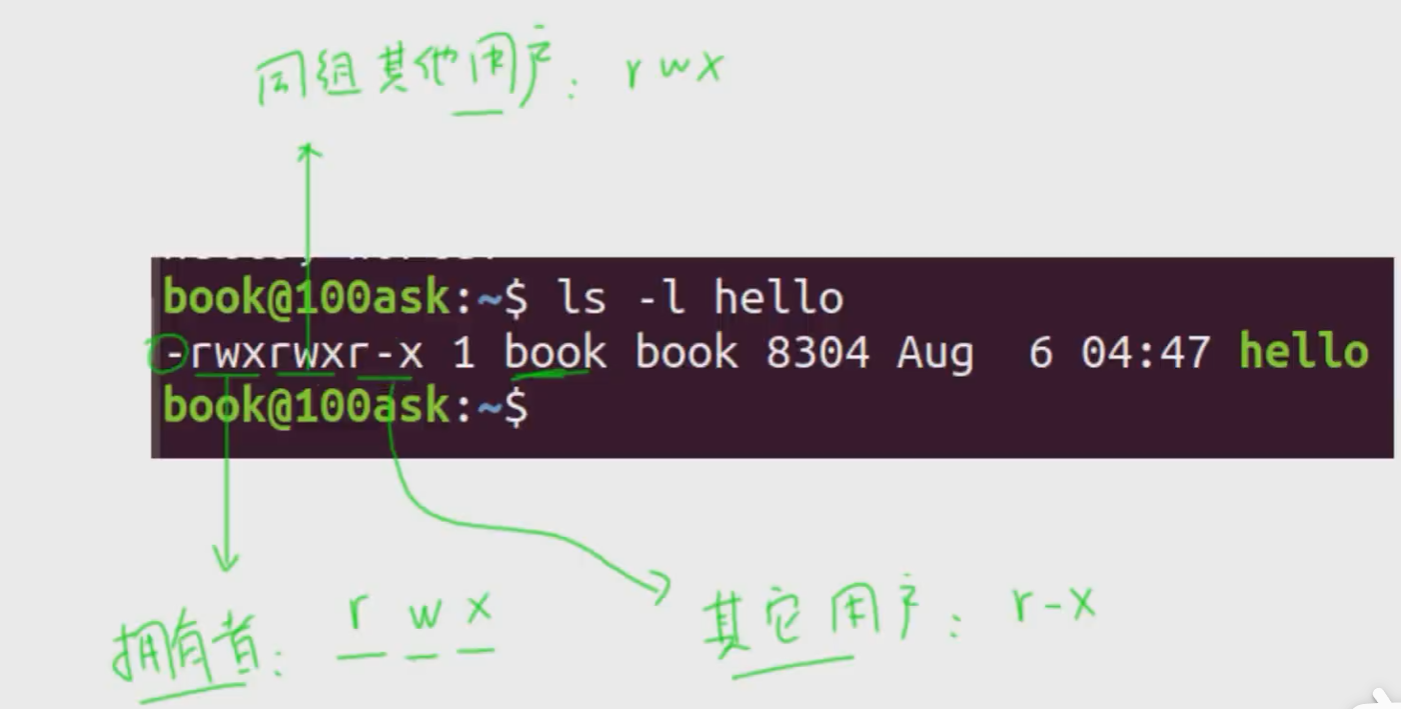 同组其他用户: rwx
book@100ask:~$ ls -l hello
-rwxrwxr-x 1 book book 8304 Aug  6 04:47 hello
book@100ask:~$
拥有者: r w x
其它用户: r-x